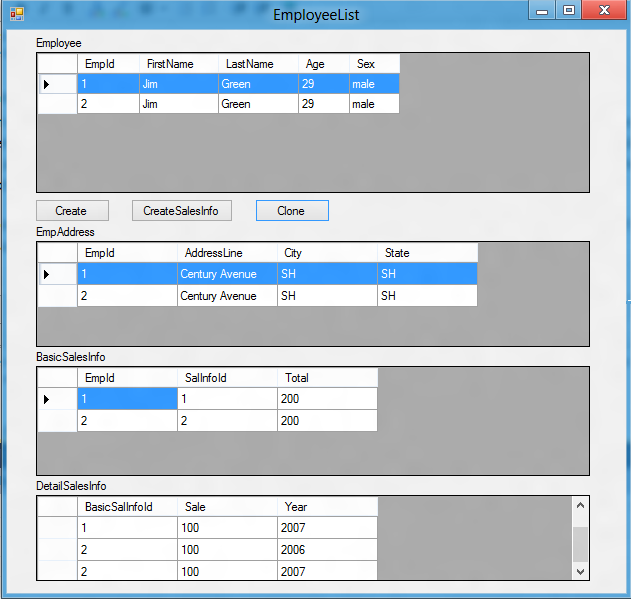 EmployeeList
Employee
EmpId FirstName LastName Age Sex
1 Jim Green 29 male
2 Jim Green 29 male
Create CreateSalesInfo Clone
EmpAddress
EmpId AddressLine City State
1 Century Avenue SH SH
2 Century Avenue SH SH
BasicSalesInfo
EmpId SalInfoId Total
1 1 200
2 2 200
DetailSalesInfo
BasicSalInfoId Sale Year
1 100 2007
2 100 2006
2 100 2007